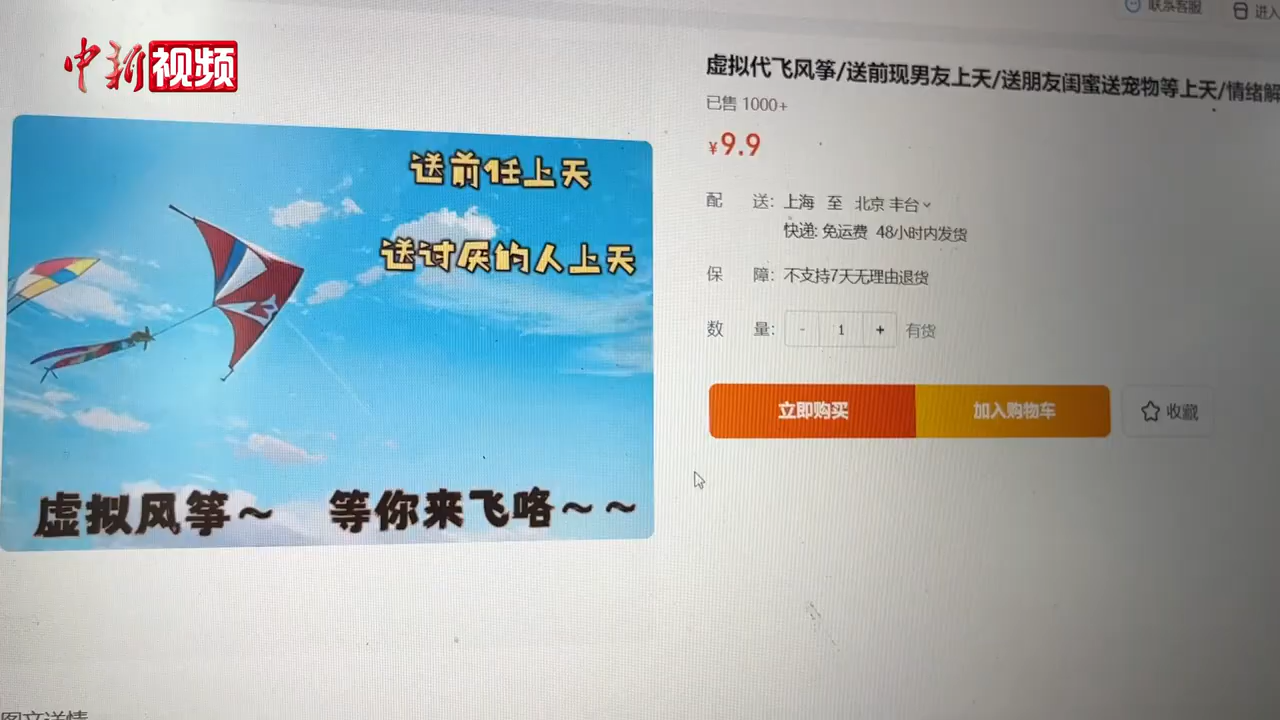 中新视频
联系客服
进入
虚拟代飞风筝/送前现男友上天/送朋友闺蜜送宠物等上天/情绪解
已售 1000+
¥9.9
送前任上天
送讨厌的人上天
虚拟风筝~ 等你来飞咯~~
配 送: 上海 至 北京 丰台
快递: 免运费 48小时内发货
保 障: 不支持7天无理由退货
数 量: - 1 + 有货
立即购买 加入购物车 收藏
图文详情